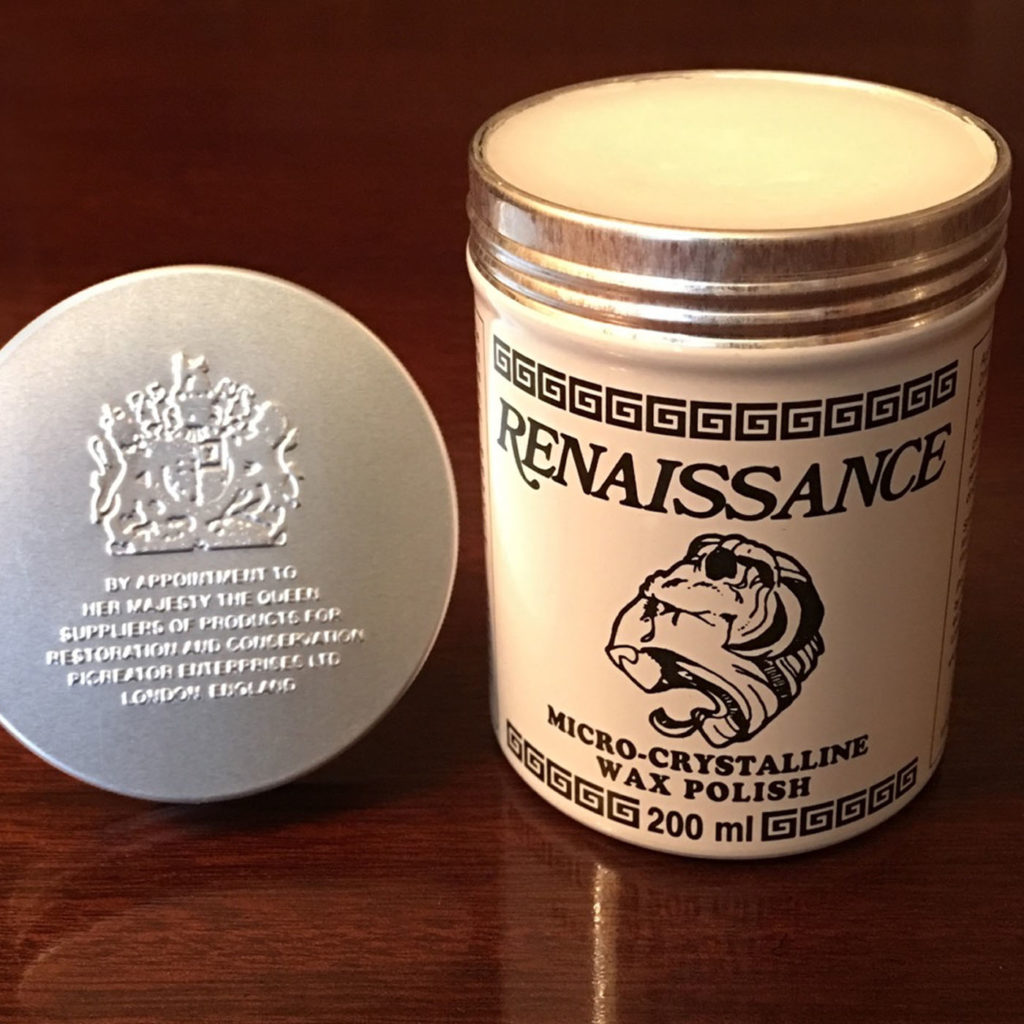 BY APPOINTMENT TO
HER MAJESTY THE QUEEN
SUPPLIERS OF PRODUCTS FOR
RESTORATION AND CONSERVATION
PICREATOR ENTERPRISES LTD
LONDON ENGLAND
RENAISSANCE
MICRO-CRYSTALLINE
WAX POLISH
200 ml